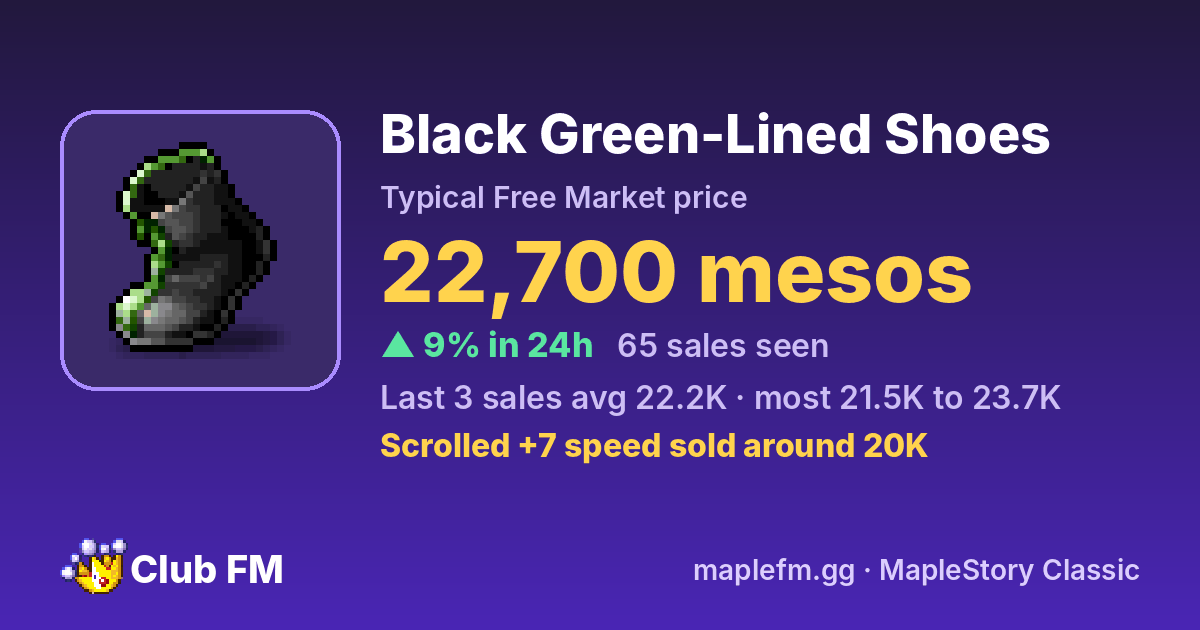 Black Green-Lined Shoes
Typical Free Market price
22,700 mesos
▲ 9% in 24h 65 sales seen
Last 3 sales avg 22.2K · most 21.5K to 23.7K
Scrolled +7 speed sold around 20K
Club FM
maplefm.gg · MapleStory Classic